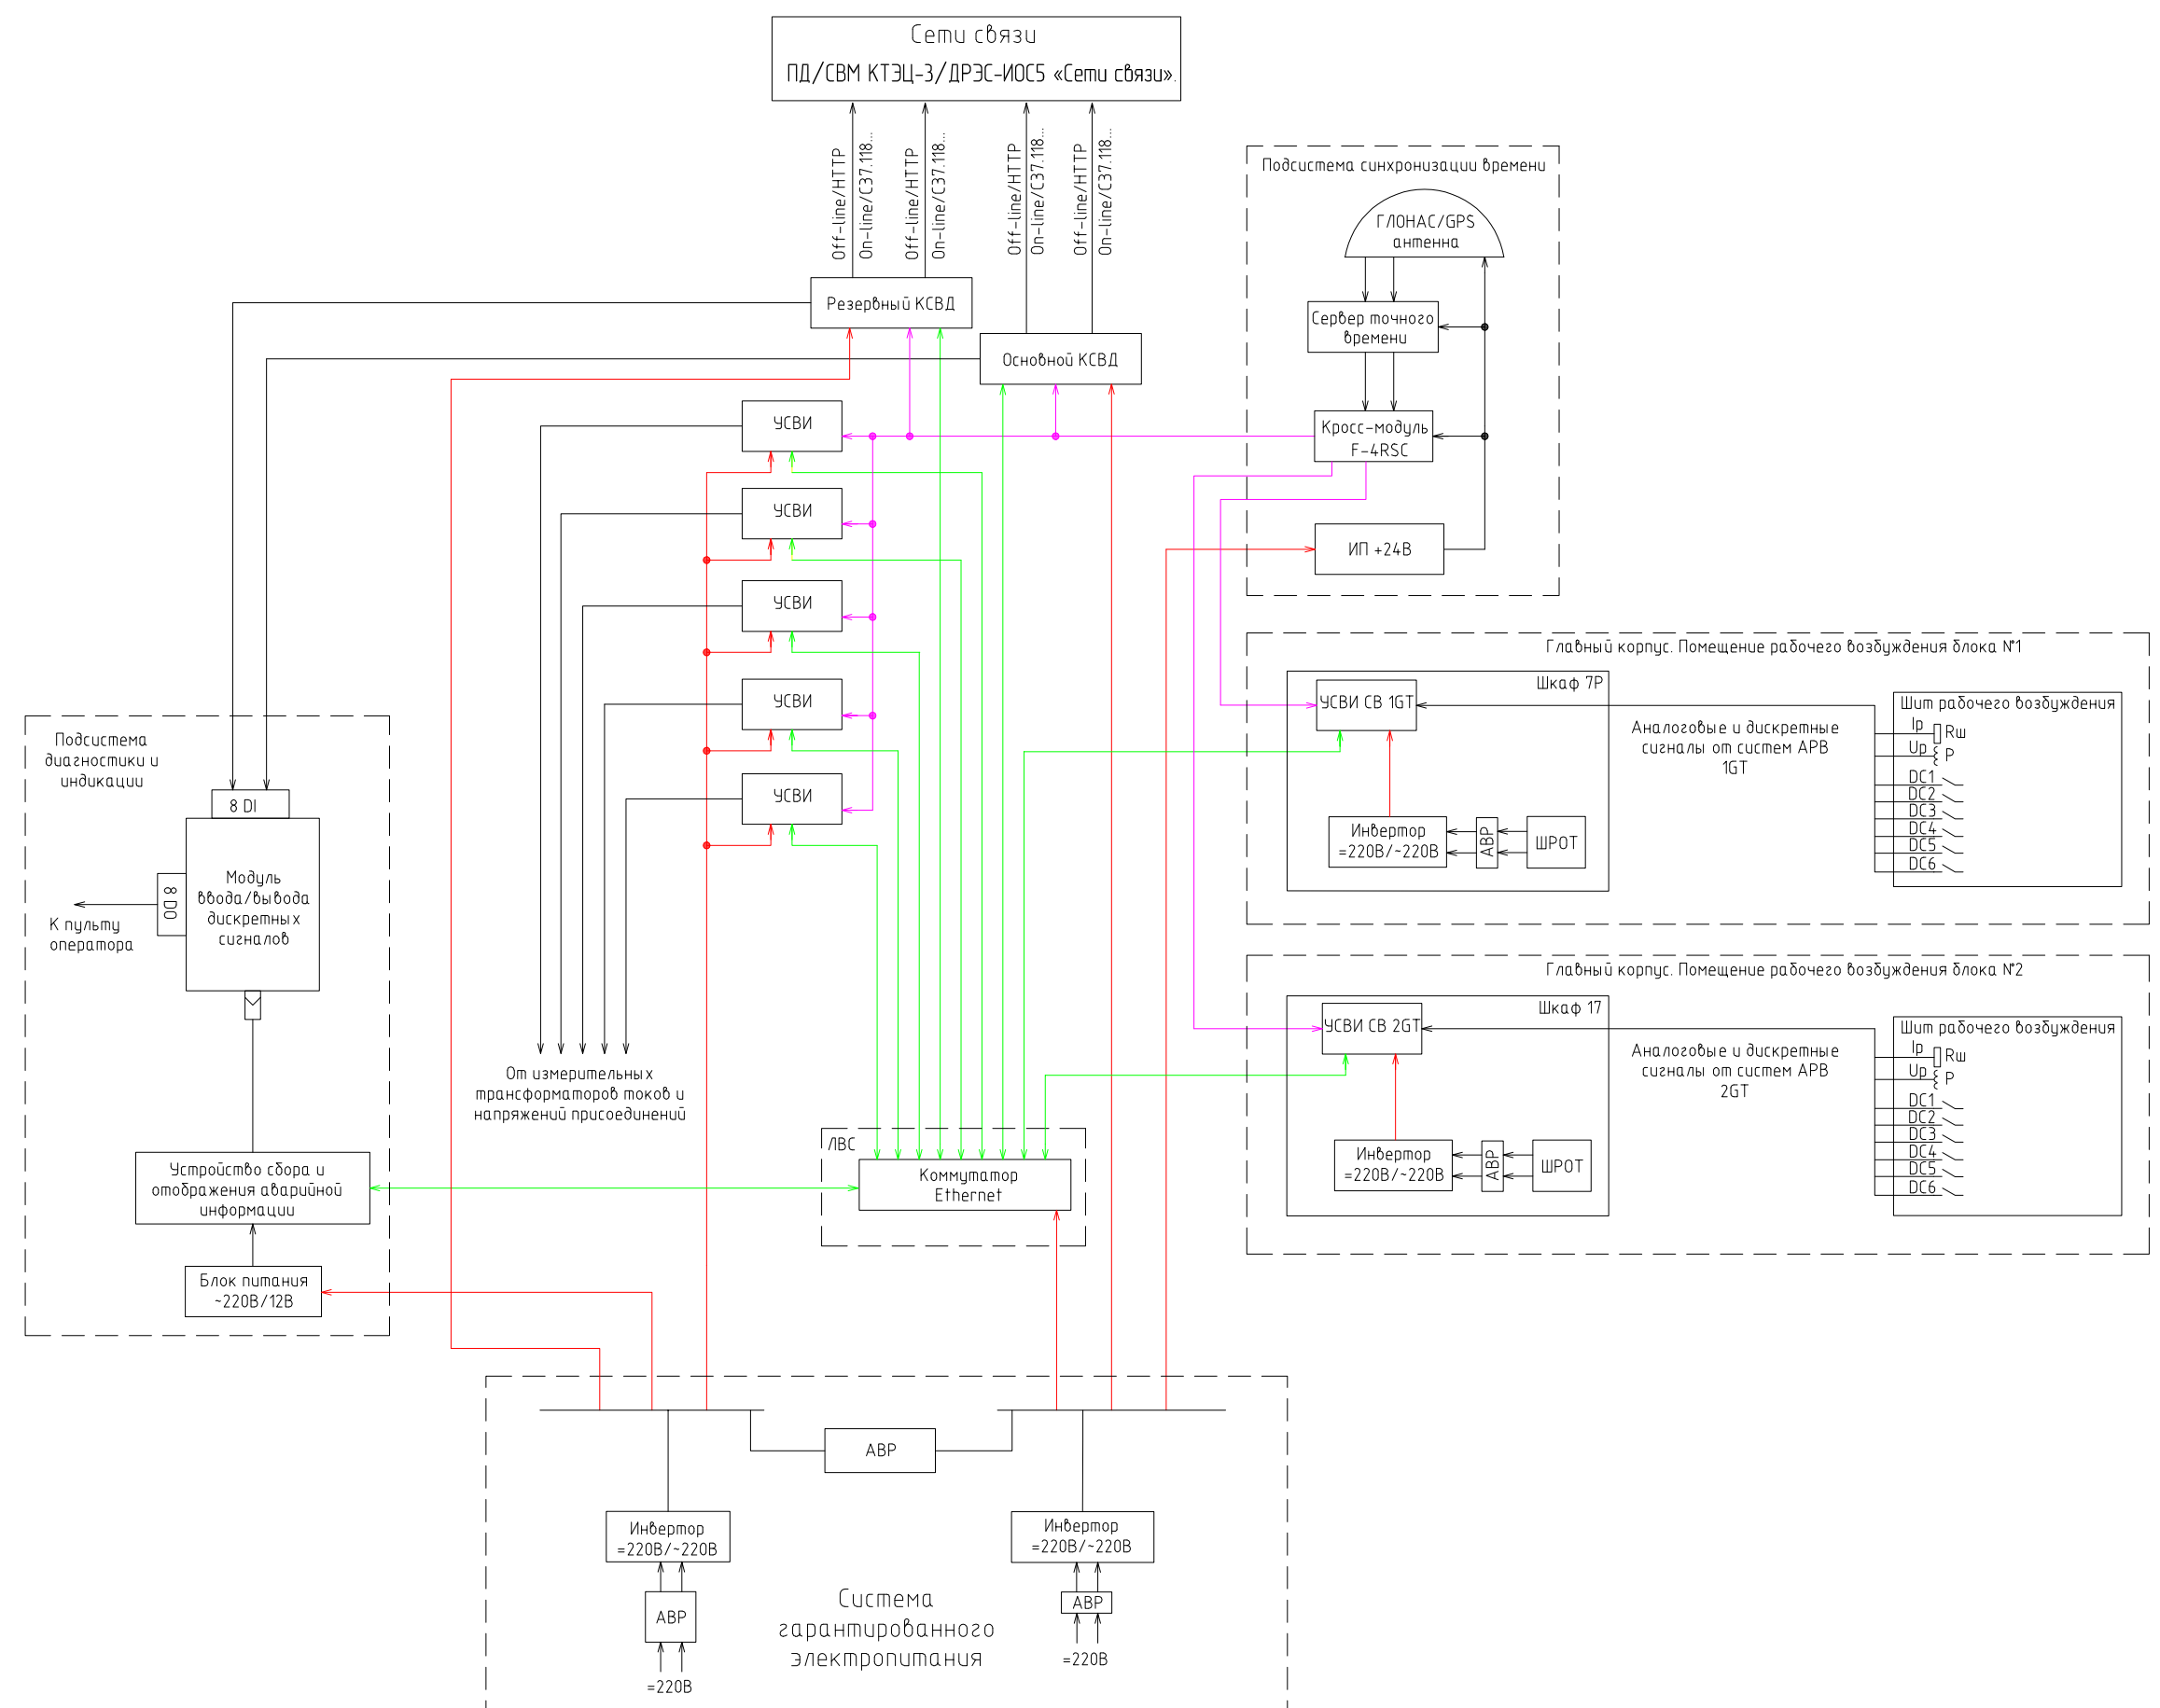 Сети связи
ПД/СВМ КТЭЦ-3/ДРЭС-ИОС5 «Сети связи».
Off-line/HTTP
On-line/C37.118...
Off-line/HTTP
On-line/C37.118...
Off-line/HTTP
On-line/C37.118...
Off-line/HTTP
On-line/C37.118...
Резервный КСВД
Основной КСВД
Подсистема синхронизации времени
ГЛОНАС/GPS
антенна
Сервер точного
времени
Кросс-модуль
F-4RSC
ИП +24В
УСВИ
УСВИ
УСВИ
УСВИ
УСВИ
От измерительных
трансформаторов токов и
напряжений присоединений
Подсистема
диагностики и
индикации
8 DI
Модуль
ввода/вывода
дискретных
сигналов
8 DO
К пульту
оператора
Устройство сбора и
отображения аварийной
информации
Блок питания
~220В/12В
ЛВС
Коммутатор
Ethernet
Главный корпус. Помещение рабочего возбуждения блока №1
Шкаф 7Р
УСВИ СВ 1GT
Инвертор
=220В/~220В
АВР
ШРОТ
Аналоговые и дискретные
сигналы от систем АРВ
1GT
Шит рабочего возбуждения
Iр
Rш
Uр
Р
DC1
DC2
DC3
DC4
DC5
DC6
Главный корпус. Помещение рабочего возбуждения блока №2
Шкаф 17
УСВИ СВ 2GT
Инвертор
=220В/~220В
АВР
ШРОТ
Аналоговые и дискретные
сигналы от систем АРВ
2GT
Шит рабочего возбуждения
Iр
Rш
Uр
Р
DC1
DC2
DC3
DC4
DC5
DC6
АВР
Инвертор
=220В/~220В
АВР
=220В
Инвертор
=220В/~220В
АВР
=220В
Система
гарантированного
электропитания